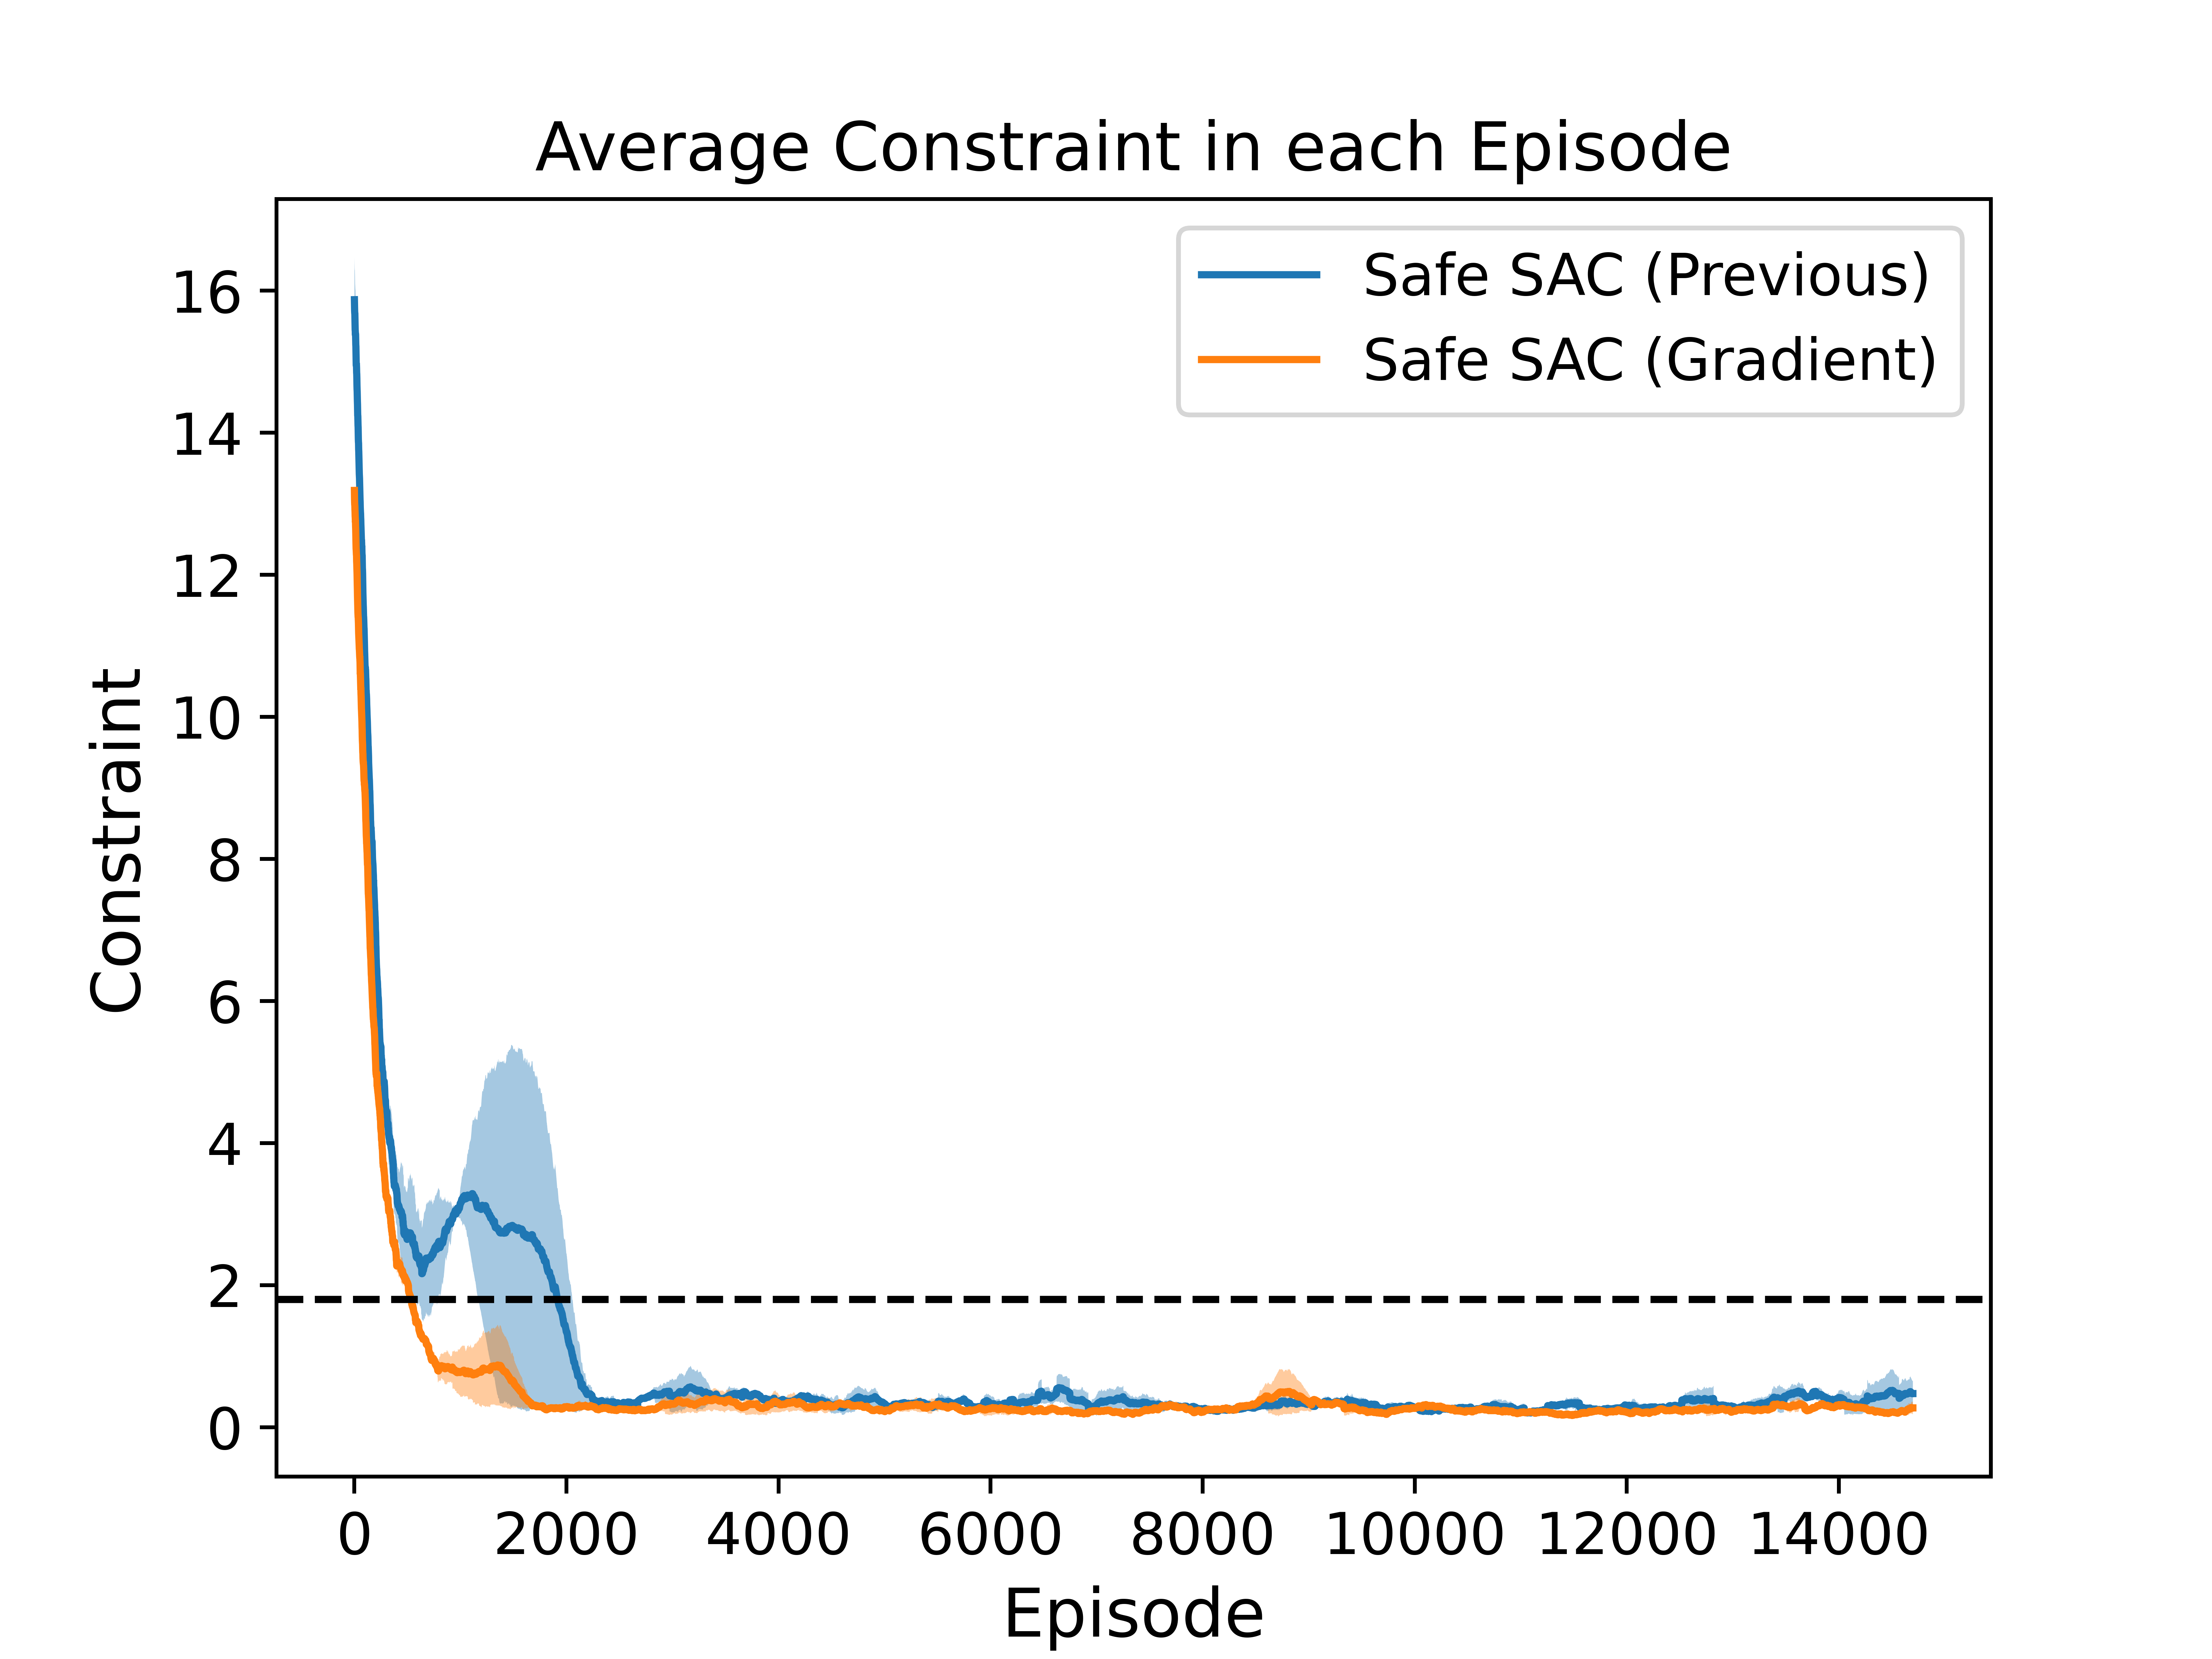 Average Constraint in each Episode
Safe SAC (Previous)
Safe SAC (Gradient)
Constraint
16
14
12
10
8
6
4
2
0
0 2000 4000 6000 8000 10000 12000 14000
Episode